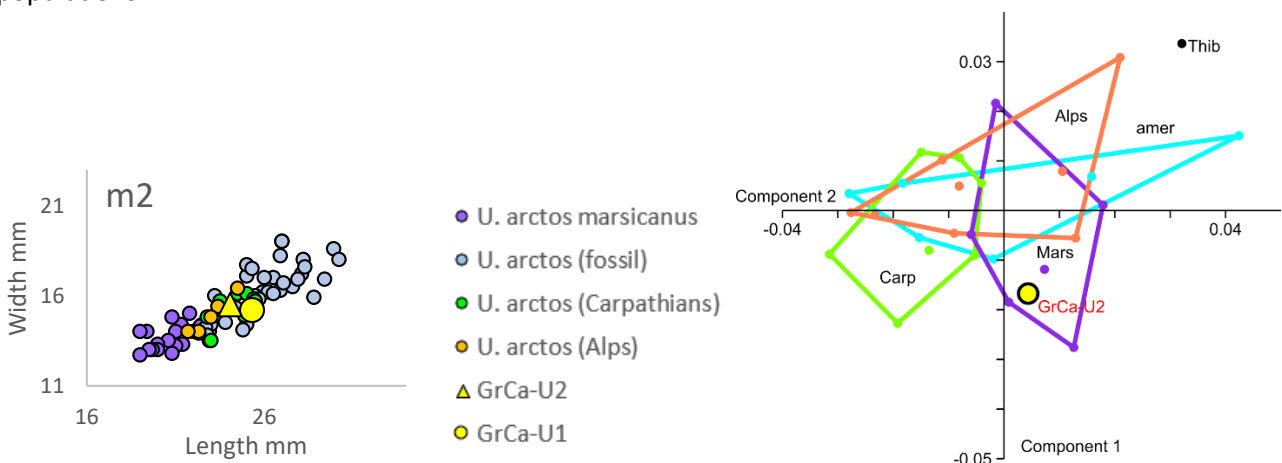 m2
21
16
11
Width mm
16
26
Length mm
U. arctos marsicanus
U. arctos (fossil)
U. arctos (Carpathians)
U. arctos (Alps)
GrCa-U2
GrCa-U1
Thib
0.03
Alps
amer
Component 2
-0.04
0.04
Mars
Carp
GrCa-U2
Component 1
-0.05